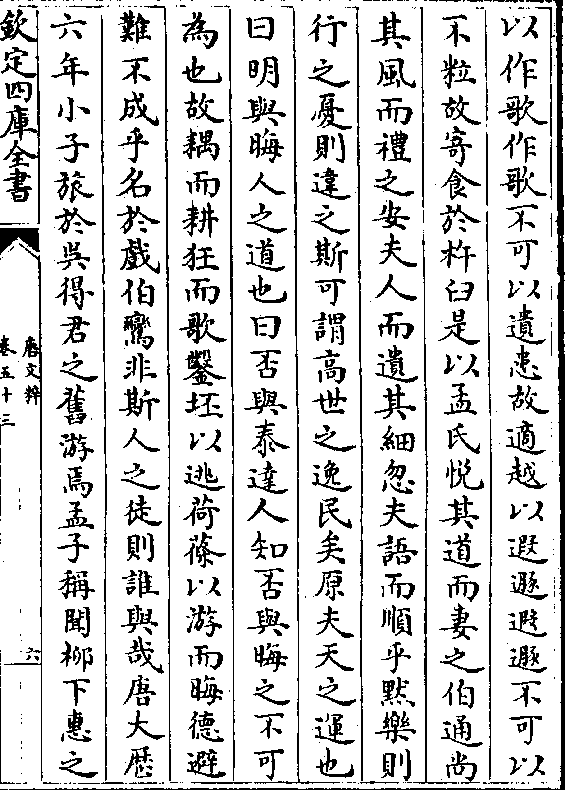 以作歌作歌不可以遺患故適越以遐遯遐遯不可以
不粒故寄食於杵臼是以孟氏悦其道而妻之伯通尚
其風而禮之安夫人而遺其細忽夫語而順乎黙樂則
行之憂則違之斯可謂高世之逸民矣原夫天之運也
曰明與晦人之道也曰否與泰達人知否與晦之不可
為也故耦而耕狂而歌鑿坯以逃荷蓧以游而晦徳避
難不成乎名於戲伯鸞非斯人之徒則誰與哉唐大厯
六年小子旅於吳得君之舊游焉孟子稱聞栁下惠之
欽定四庫全書
唐文粹
卷五十三
六